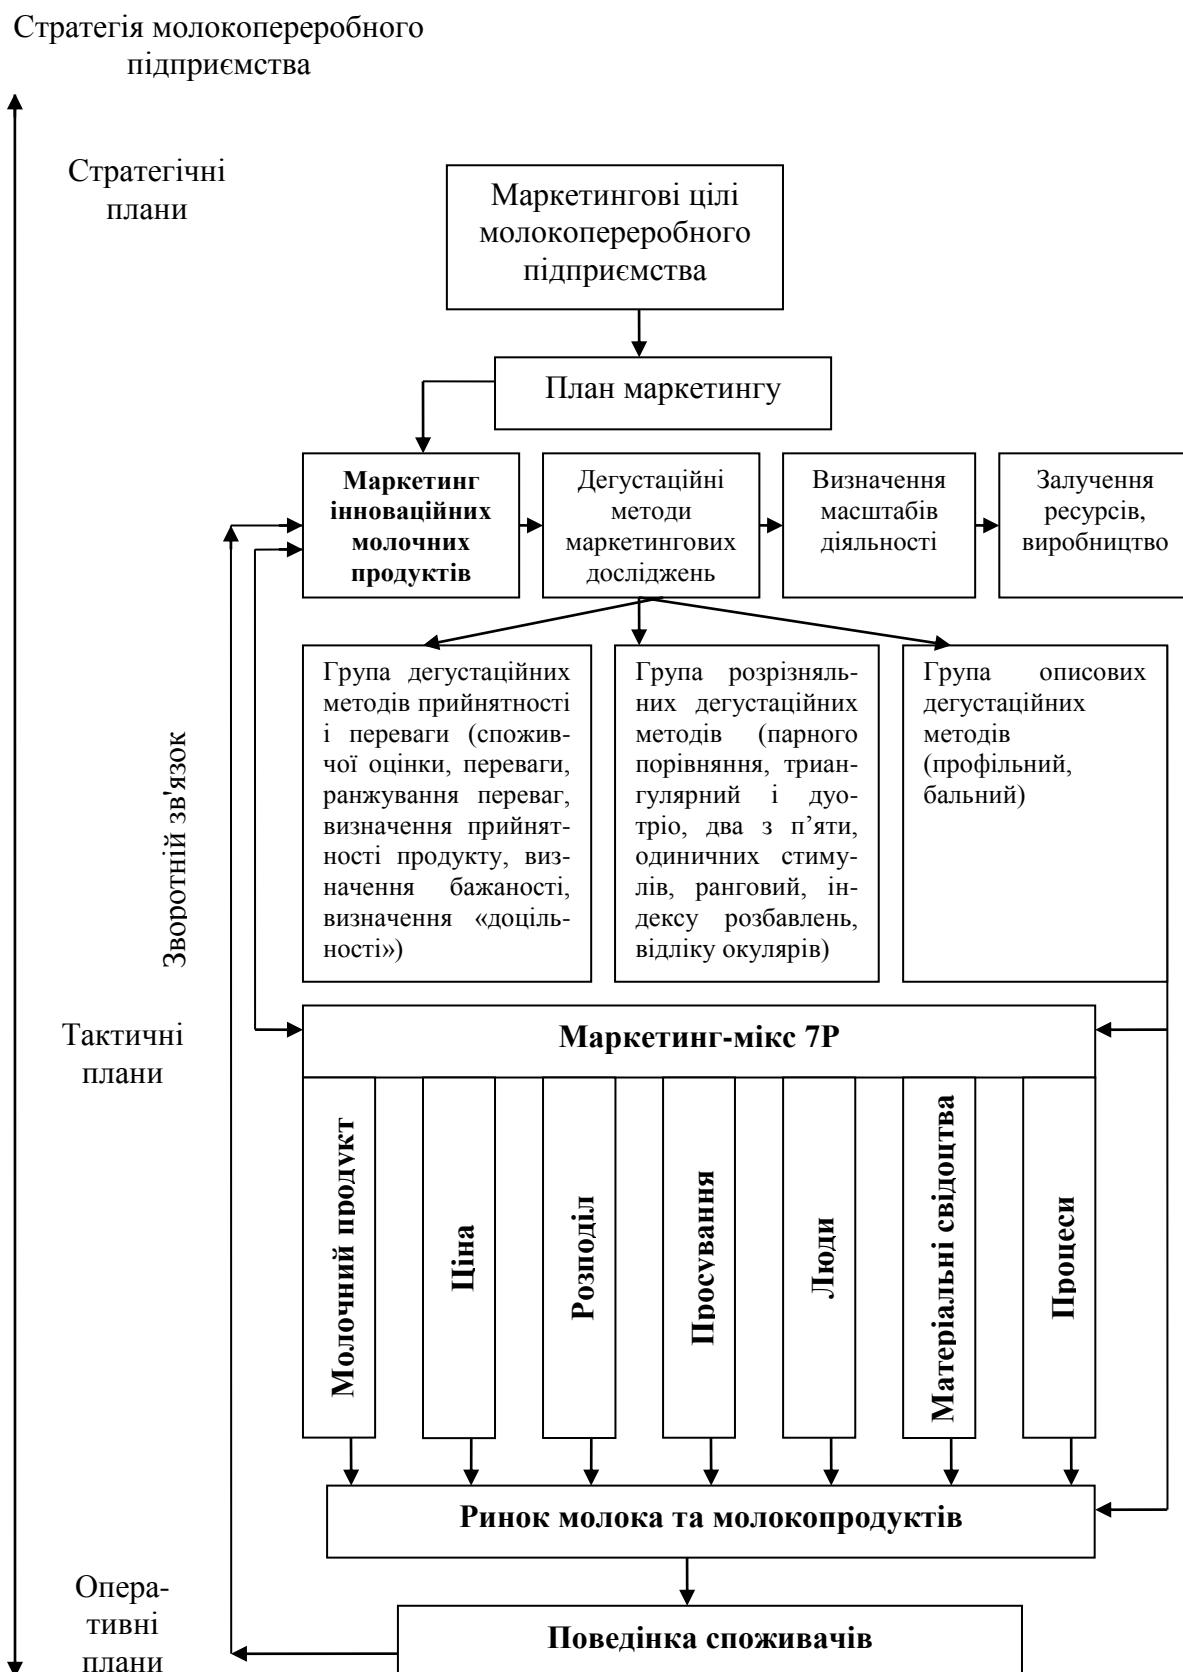 Стратегія молокопереробного
підприємства
Стратегічні
плани
Маркетингові цілі
молокопереробного
підприємства
План маркетингу
Маркетинг
інноваційних
молочних
продуктів
Дегустаційні
методи
маркетингових
досліджень
Визначення
масштабів
діяльності
Залучення
ресурсів,
виробництво
Група дегустаційних
методів прийнятності
і переваги (спожив-
чої оцінки, переваги,
ранжування переваг,
визначення прийнят-
ності продукту, виз-
начення бажаності,
визначення «доціль-
ності»)
Група розрізняль-
них дегустаційних
методів (парного
порівняння, триан-
гулярний і дуо-
тріо, два з п’яти,
одиничних стиму-
лів, ранговий, ін-
дексу розбавлень,
відліку окулярів)
Група описових
дегустаційних
методів
(профільний,
бальний)
Зворотній зв'язок
Тактичні
плани
Маркетинг-мікс 7Р
Молочний продукт
Ціна
Розподіл
Просування
Люди
Матеріальні свідоцтва
Процеси
Ринок молока та молокопродуктів
Опера-
тивні
плани
Поведінка споживачів